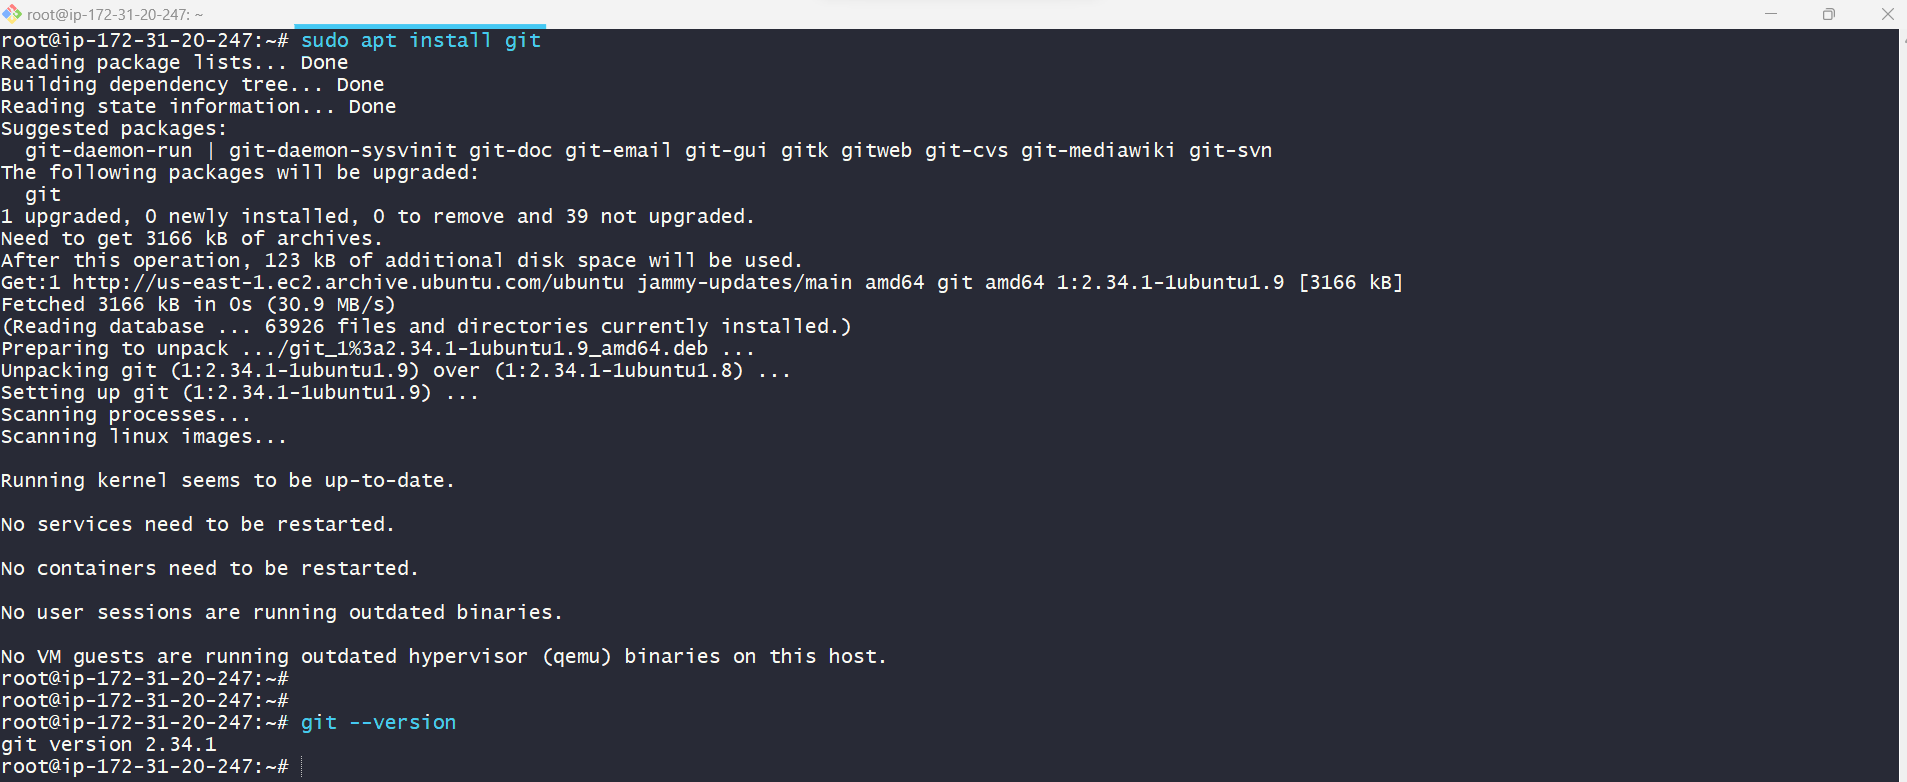 root@ip-172-31-20-247: ~
root@ip-172-31-20-247:~# sudo apt install git
Reading package lists... Done
Building dependency tree... Done
Reading state information... Done
Suggested packages:
  git-daemon-run | git-daemon-sysvinit git-doc git-email git-gui gitk gitweb git-cvs git-mediawiki git-svn
The following packages will be upgraded:
  git
1 upgraded, 0 newly installed, 0 to remove and 39 not upgraded.
Need to get 3166 kB of archives.
After this operation, 123 kB of additional disk space will be used.
Get:1 http://us-east-1.ec2.archive.ubuntu.com/ubuntu jammy-updates/main amd64 git amd64 1:2.34.1-1ubuntu1.9 [3166 kB]
Fetched 3166 kB in 0s (30.9 MB/s)
(Reading database ... 63926 files and directories currently installed.)
Preparing to unpack .../git_1%3a2.34.1-1ubuntu1.9_amd64.deb ...
Unpacking git (1:2.34.1-1ubuntu1.9) over (1:2.34.1-1ubuntu1.8) ...
Setting up git (1:2.34.1-1ubuntu1.9) ...
Scanning processes...
Scanning linux images...
Running kernel seems to be up-to-date.
No services need to be restarted.
No containers need to be restarted.
No user sessions are running outdated binaries.
No VM guests are running outdated hypervisor (qemu) binaries on this host.
root@ip-172-31-20-247:~#
root@ip-172-31-20-247:~#
root@ip-172-31-20-247:~# git --version
git version 2.34.1
root@ip-172-31-20-247:~#